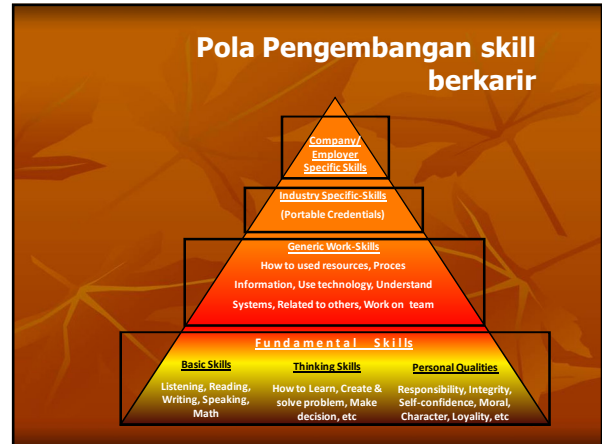 Pola Pengembangan skill
berkarir
Company/
Employer
Specific Skills
Industry Specific-Skills
(Portable Credentials)
Generic Work-Skills
How to used resources, Proces
Information, Use technology, Understand
Systems, Related to others, Work on team
Fundamental Skills
Basic Skills
Listening, Reading,
Writing, Speaking,
Math
Thinking Skills
How to Learn, Create &
solve problem, Make
decision, etc
Personal Qualities
Responsibility, Integrity,
Self-confidence, Moral,
Character, Loyality, etc